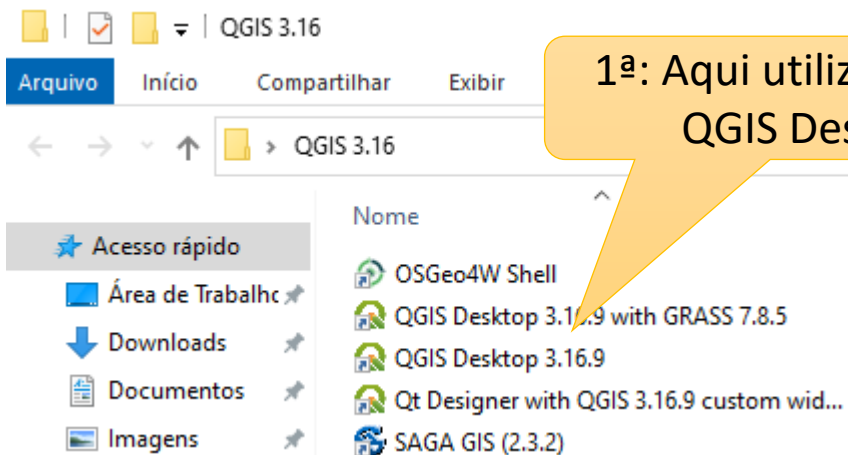 QGIS 3.16
Arquivo Início Compartilhar Exibir
1ª: Aqui utiliz
QGIS Des
QGIS 3.16
Nome
Acesso rápido
Área de Trabalhc
Downloads
Documentos
Imagens
OSGeo4W Shell
QGIS Desktop 3.16.9 with GRASS 7.8.5
QGIS Desktop 3.16.9
Qt Designer with QGIS 3.16.9 custom wid...
SAGA GIS (2.3.2)